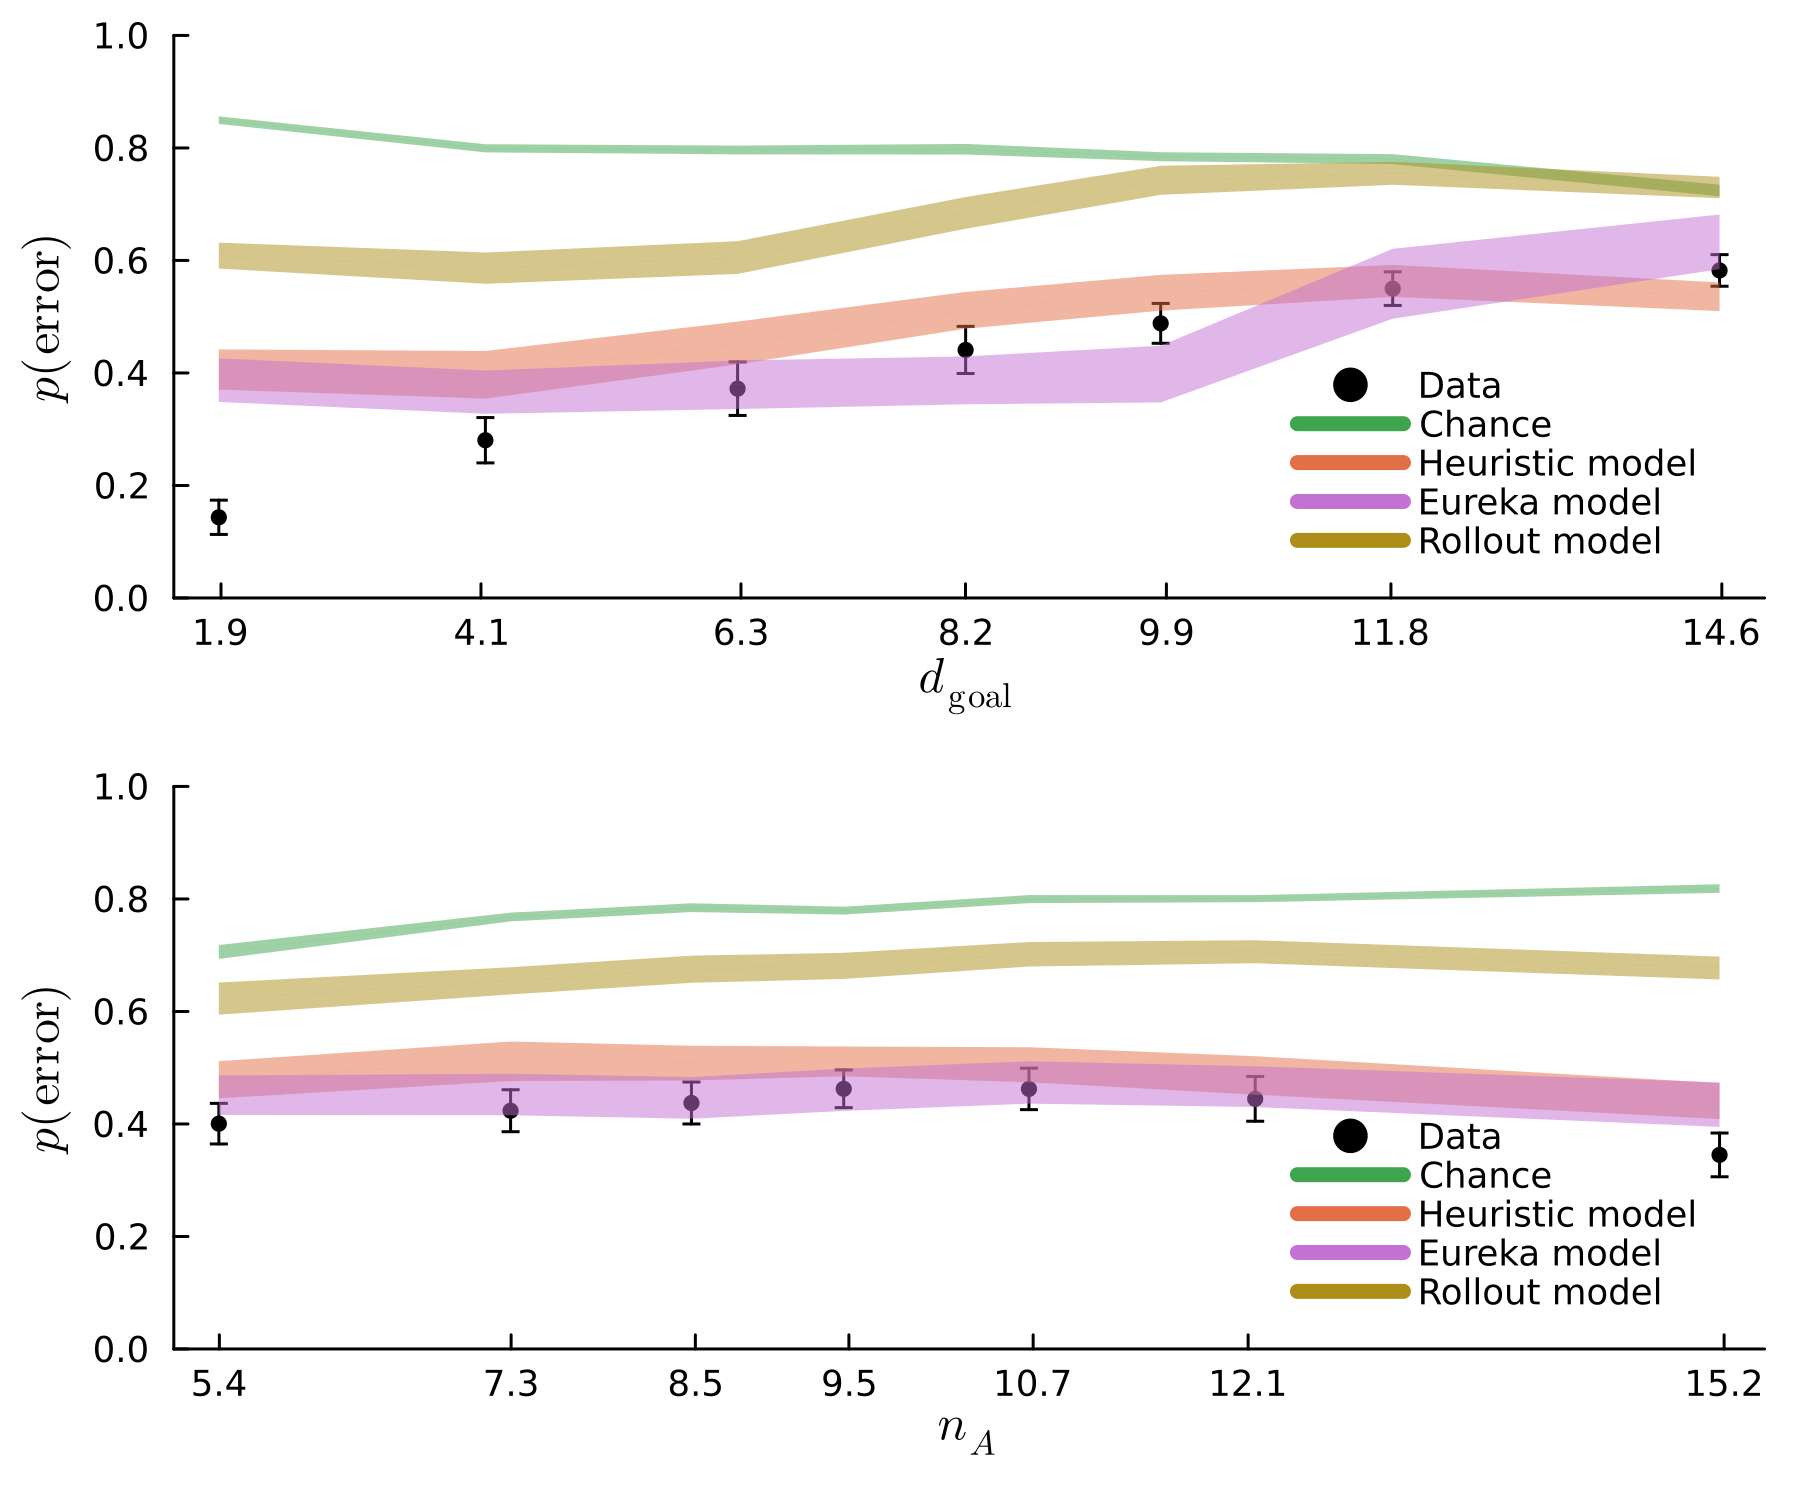 1.0
0.8
0.6
0.4
0.2
0.0
p(error)
Data
Chance
Heuristic model
Eureka model
Rollout model
1.9 4.1 6.3 8.2 9.9 11.8 14.6
d_goal
1.0
0.8
0.6
0.4
0.2
0.0
p(error)
Data
Chance
Heuristic model
Eureka model
Rollout model
5.4 7.3 8.5 9.5 10.7 12.1 15.2
n_A